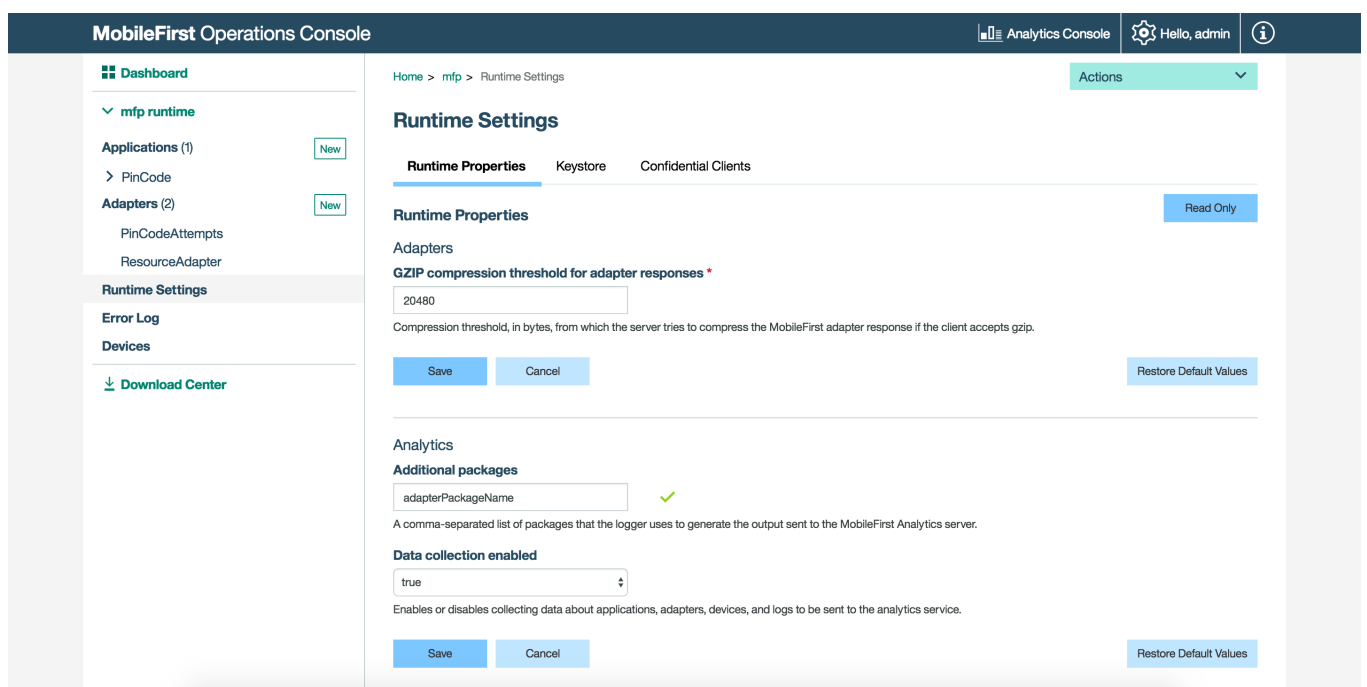 MobileFirst Operations Console
Analytics Console
Hello, admin
Dashboard
mfp runtime
Applications (1)
New
PinCode
Adapters (2)
New
PinCodeAttempts
ResourceAdapter
Runtime Settings
Error Log
Devices
Download Center
Home > mfp > Runtime Settings
Actions
Runtime Settings
Runtime Properties Keystore Confidential Clients
Runtime Properties
Read Only
Adapters
GZIP compression threshold for adapter responses *
20480
Compression threshold, in bytes, from which the server tries to compress the MobileFirst adapter response if the client accepts gzip.
Save Cancel Restore Default Values
Analytics
Additional packages
adapterPackageName
A comma-separated list of packages that the logger uses to generate the output sent to the MobileFirst Analytics server.
Data collection enabled
true
Enables or disables collecting data about applications, adapters, devices, and logs to be sent to the analytics service.
Save Cancel Restore Default Values